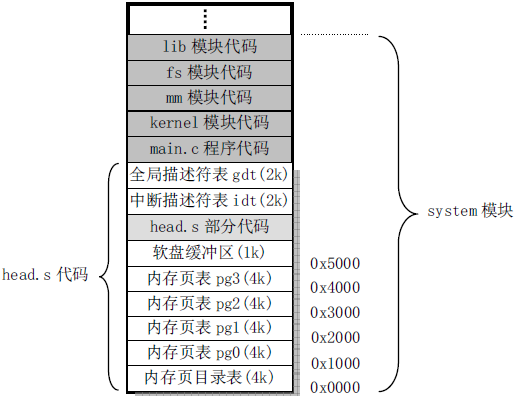 ⋮
lib 模块代码
fs 模块代码
mm 模块代码
kernel 模块代码
main.c 程序代码
全局描述符表 gdt(2k)
中断描述符表 idt(2k)
head.s 部分代码
软盘缓冲区(1k)
内存页表 pg3(4k)
内存页表 pg2(4k)
内存页表 pg1(4k)
内存页表 pg0(4k)
内存页目录表(4k)
head.s 代码
0x5000
0x4000
0x3000
0x2000
0x1000
0x0000
system 模块